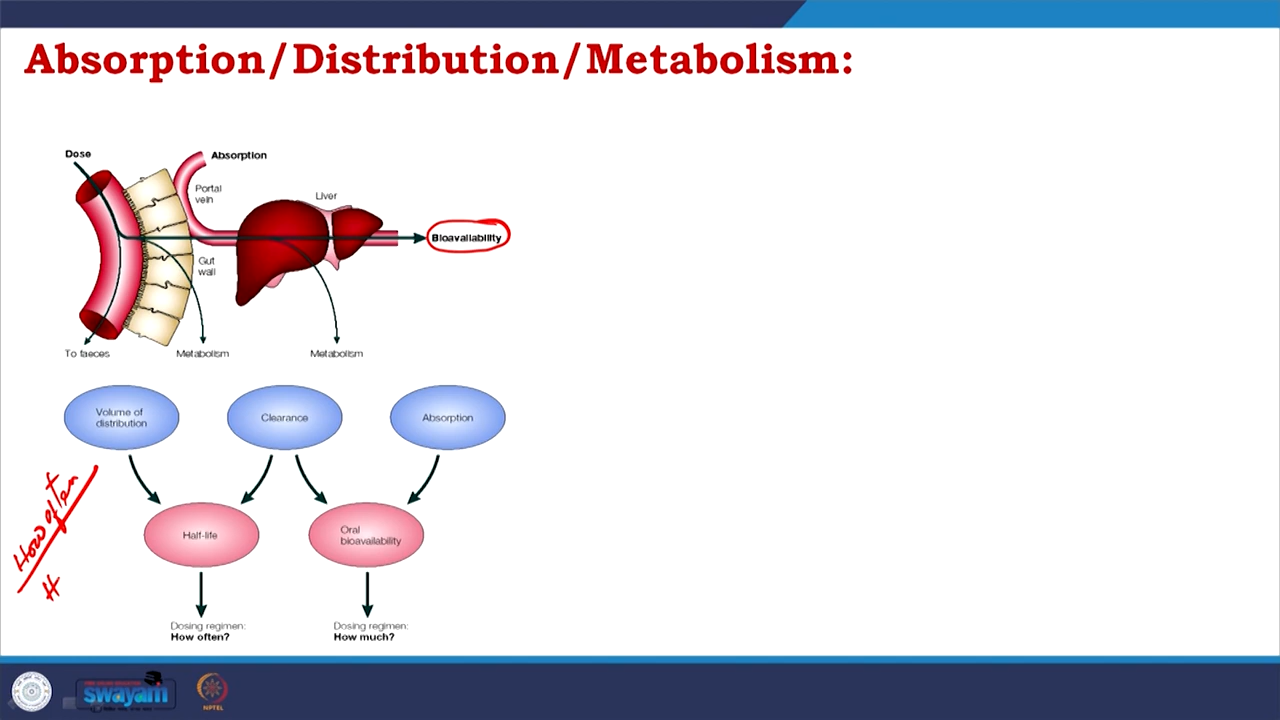 Absorption/Distribution/Metabolism:
Dose
Absorption
Portal
vein
Liver
Bioavailability
Gut
wall
To faeces
Metabolism
Metabolism
Volume of
distribution
Clearance
Absorption
How often
H
Half-life
Oral
bioavailability
Dosing regimen:
How often?
Dosing regimen:
How much?
swayam
NPTEL